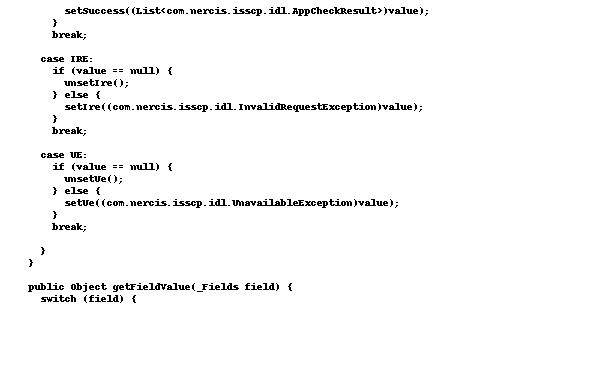 setSuccess((List<com.nercis.isscp.idl.AppCheckResult>)value);
}
break;
case IRE:
if (value == null) {
unsetIre();
} else {
setIre((com.nercis.isscp.idl.InvalidRequestException)value);
}
break;
case UE:
if (value == null) {
unsetUe();
} else {
setUe((com.nercis.isscp.idl.UnavailableException)value);
}
break;
}
}
public Object getFieldValue(_Fields field) {
switch (field) {